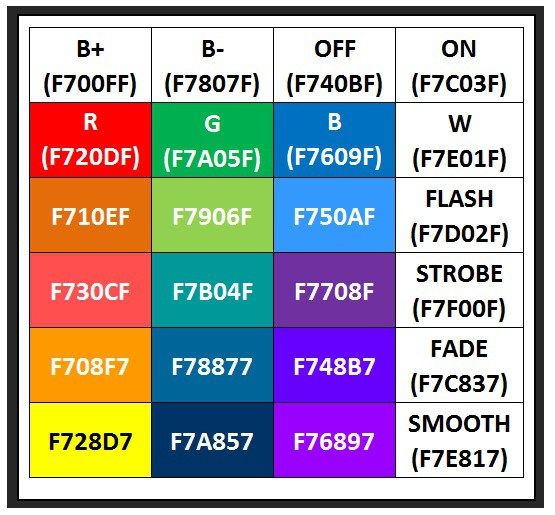 B+ B- OFF ON
(F700FF) (F7807F) (F740BF) (F7C03F)
R G B W
(F720DF) (F7A05F) (F7609F) (F7E01F)
F710EF F7906F F750AF FLASH
(F7D02F)
F730CF F7B04F F7708F STROBE
(F7F00F)
F708F7 F78877 F748B7 FADE
(F7C837)
F728D7 F7A857 F76897 SMOOTH
(F7E817)